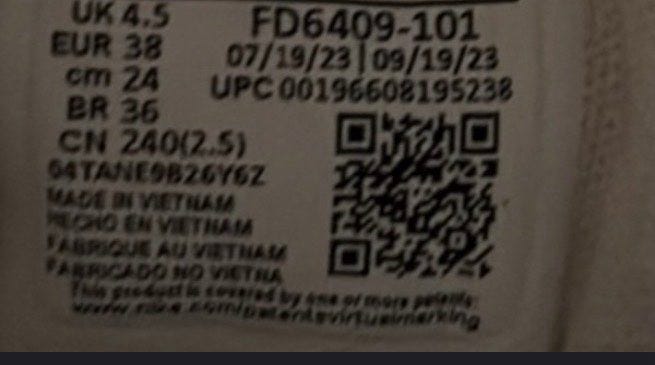 UK 4.5
EUR 38
cm 24
BR 36
CN 240(2.5)
FD6409-101
07/19/23|09/19/23
UPC 00196608195238
04TANE9B26Y6Z
MADE IN VIETNAM
HECHO EN VIETNAM
FABRIQUE AU VIETNAM
FABRICADO NO VIETNA
This product is covered by one or more patents:
www.nike.com/patentsvirtualmarking